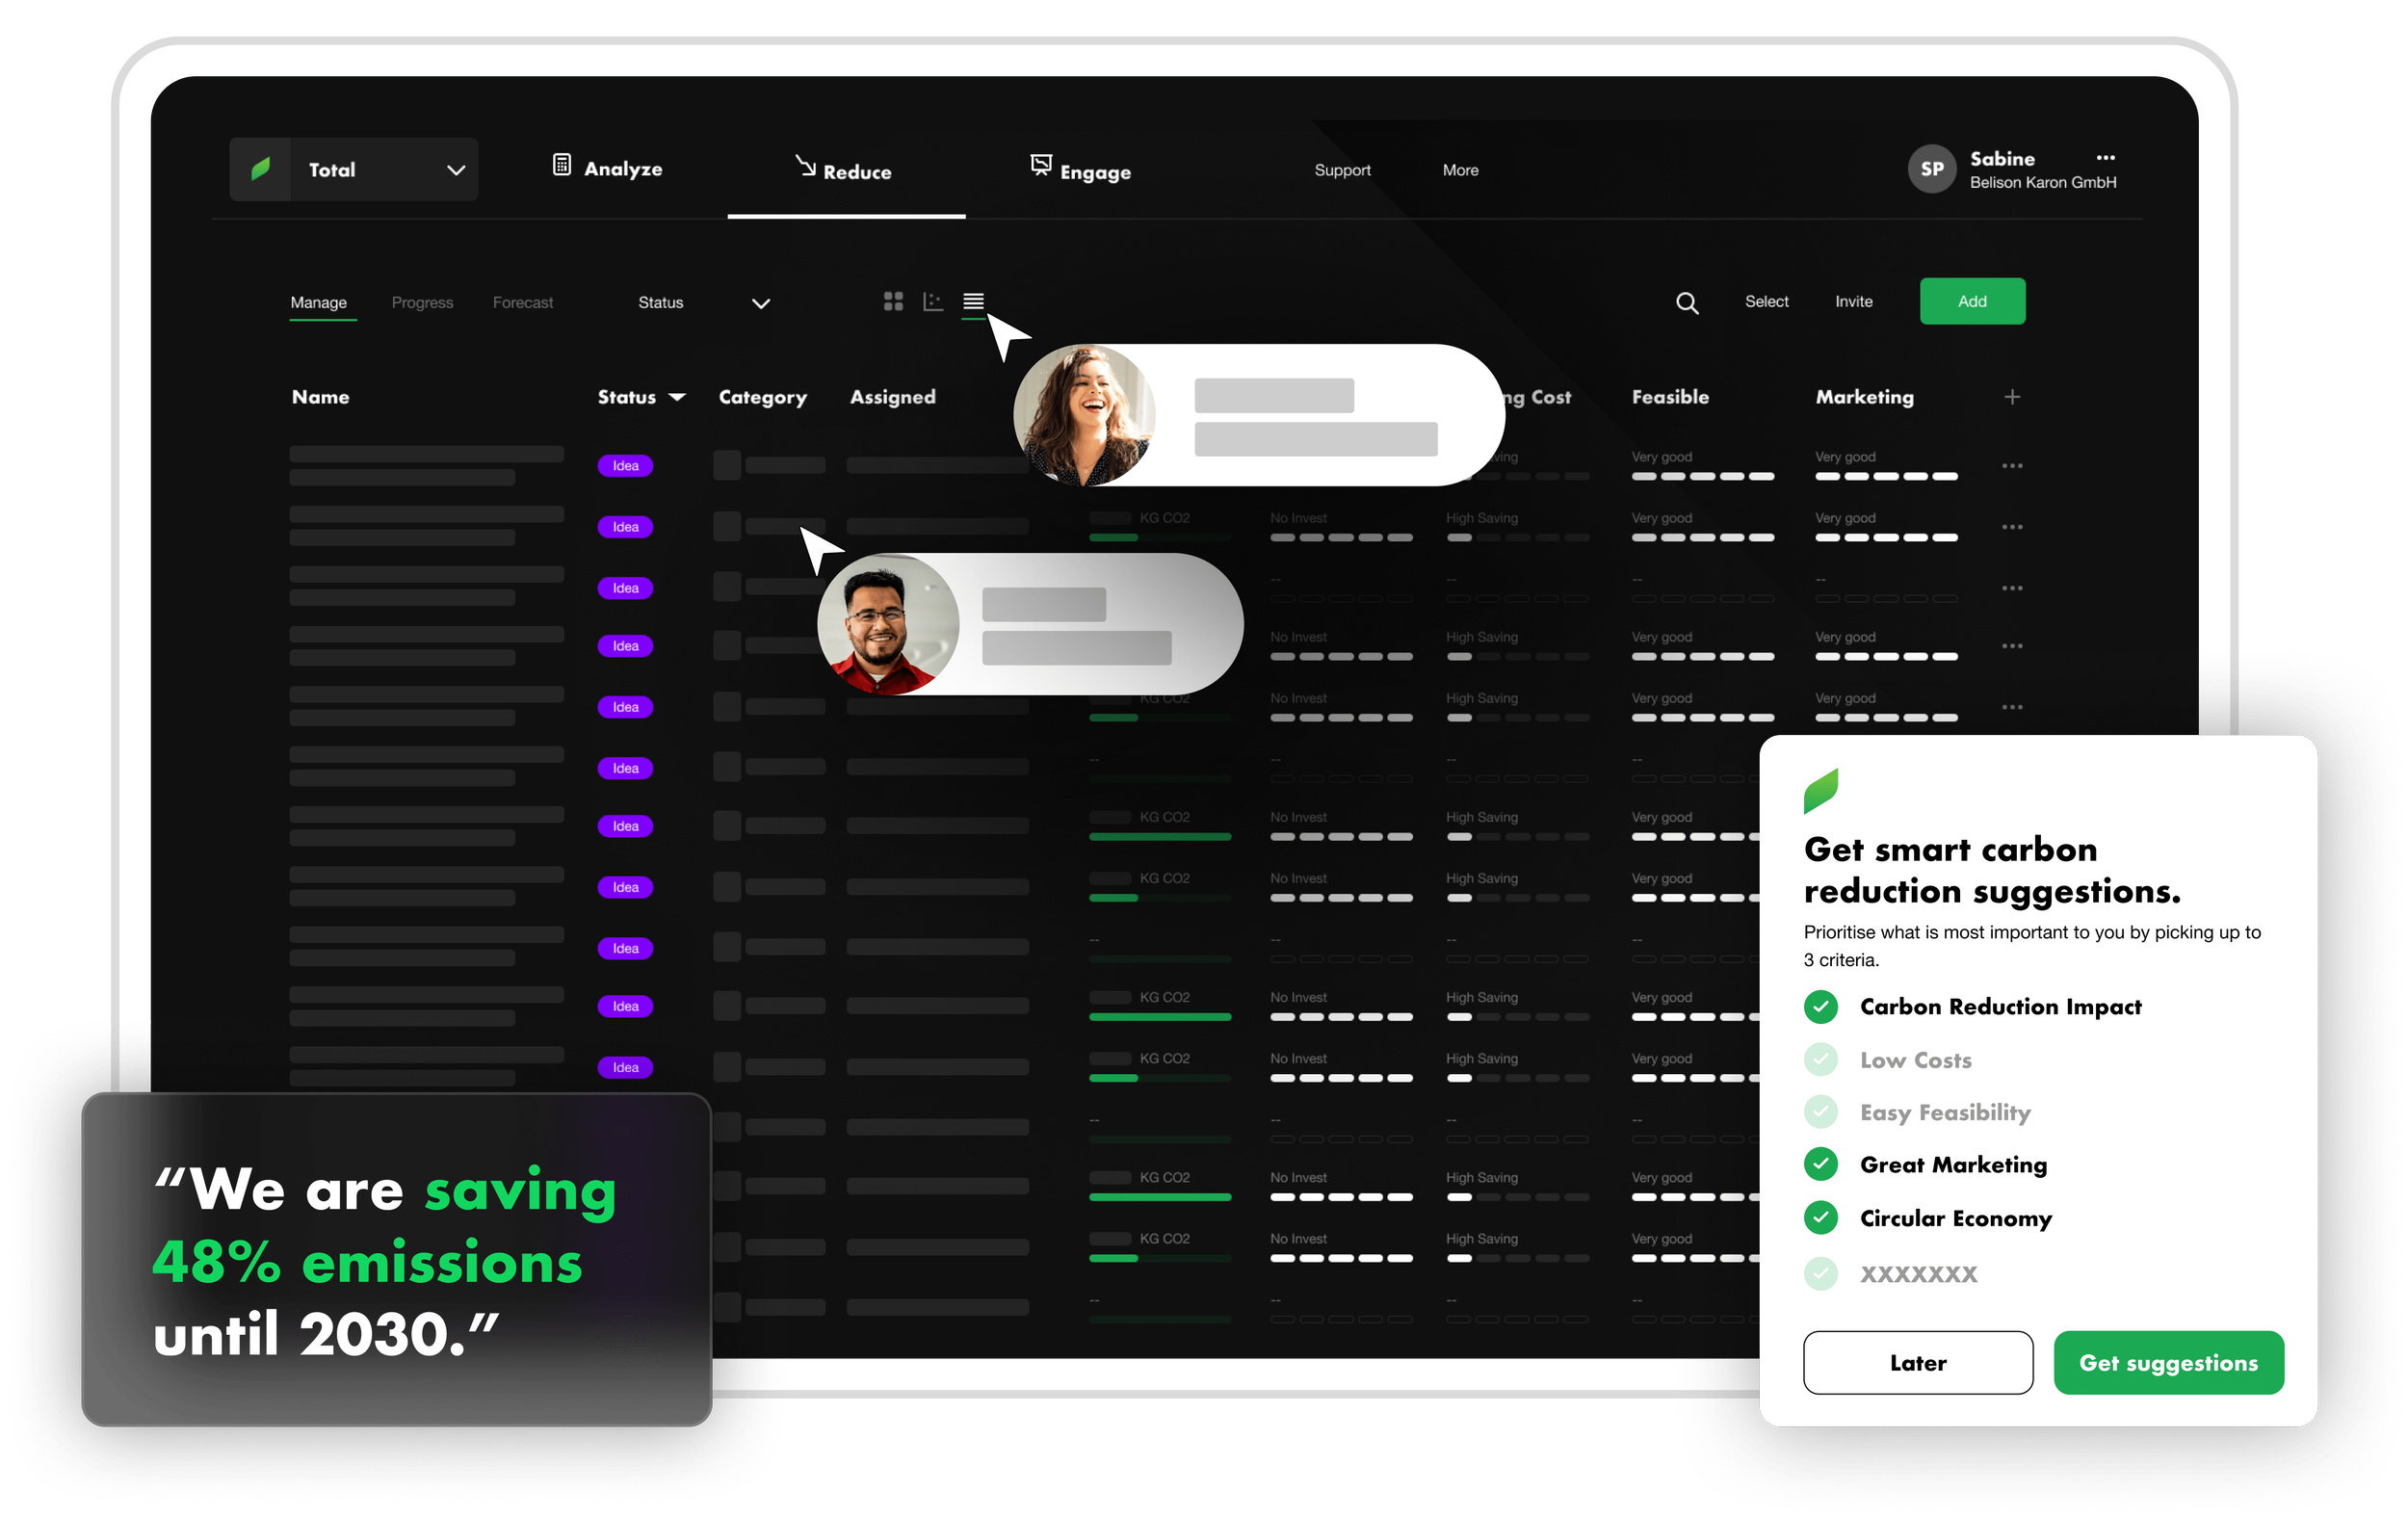 Total
Analyze
Reduce
Engage
Support
More
SP
Sabine
Belison Karon GmbH
Manage
Progress
Forecast
Status
Select
Invite
Add
Name
Status
Category
Assigned
Cost
Feasible
Marketing
Idea
Very good
Very good
Idea
KG CO2
No Invest
High Saving
Very good
Very good
Idea
--
--
--
--
Idea
No Invest
High Saving
Very good
Very good
Idea
KG CO2
No Invest
High Saving
Very good
Very good
Idea
--
--
--
--
Idea
KG CO2
No Invest
High Saving
Very good
Idea
KG CO2
No Invest
High Saving
Very good
Idea
--
--
--
--
Idea
KG CO2
No Invest
High Saving
Very good
Idea
KG CO2
No Invest
High Saving
Very good
--
--
--
--
KG CO2
No Invest
High Saving
Very good
KG CO2
No Invest
High Saving
Very good
--
--
--
--
“We are saving
48% emissions
until 2030.”
Get smart carbon
reduction suggestions.
Prioritise what is most important to you by picking up to
3 criteria.
Carbon Reduction Impact
Low Costs
Easy Feasibility
Great Marketing
Circular Economy
XXXXXXX
Later
Get suggestions